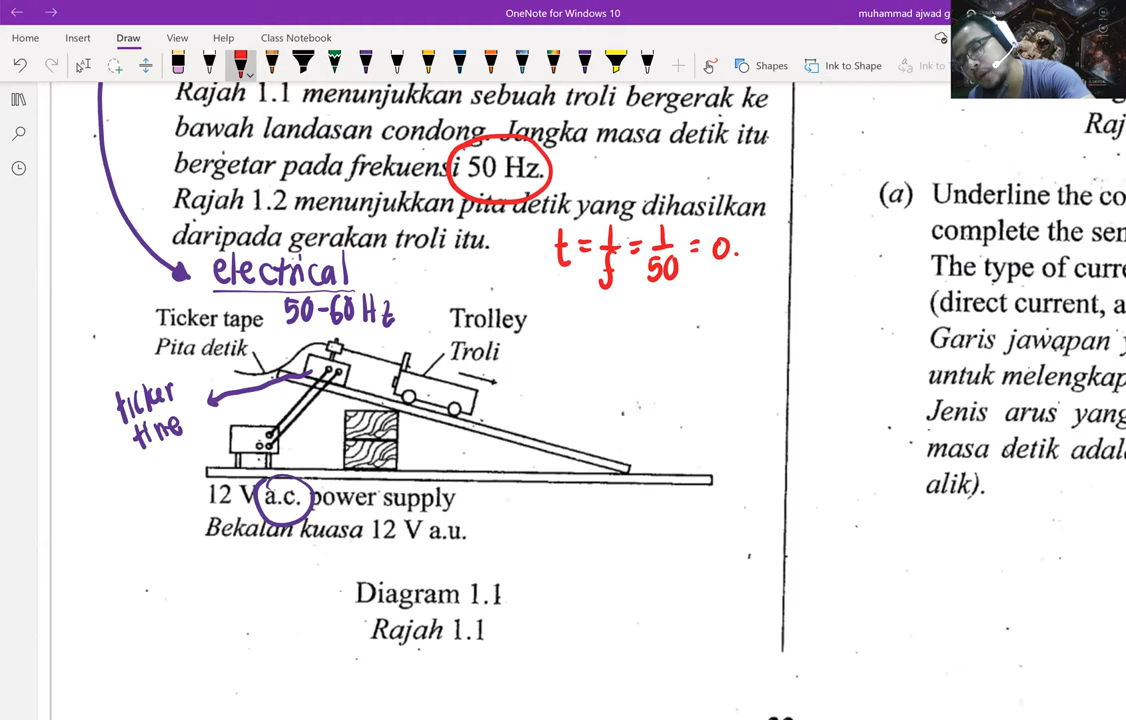 OneNote for Windows 10
muhammad ajwad g
Home Insert Draw View Help Class Notebook
Shapes Ink to Shape Add to
Rajah 1.1 menunjukkan sebuah troli bergerak ke
bawah landasan condong. Jangka masa detik itu
bergetar pada frekuensi 50 Hz.
Rajah 1.2 menunjukkan pita detik yang dihasilkan
daripada gerakan troli itu.
t = 1/f = 1/50 = 0.
electrical
50-60 Hz
Ticker tape
Pita detik
Trolley
Troli
ticker
time
12 V a.c. power supply
Bekalan kuasa 12 V a.u.
Diagram 1.1
Rajah 1.1
Raj
(a) Underline the co
complete the sen
The type of curre
(direct current, a
Garis jawapan y
untuk melengkap
Jenis arus yang
masa detik adal
alik).